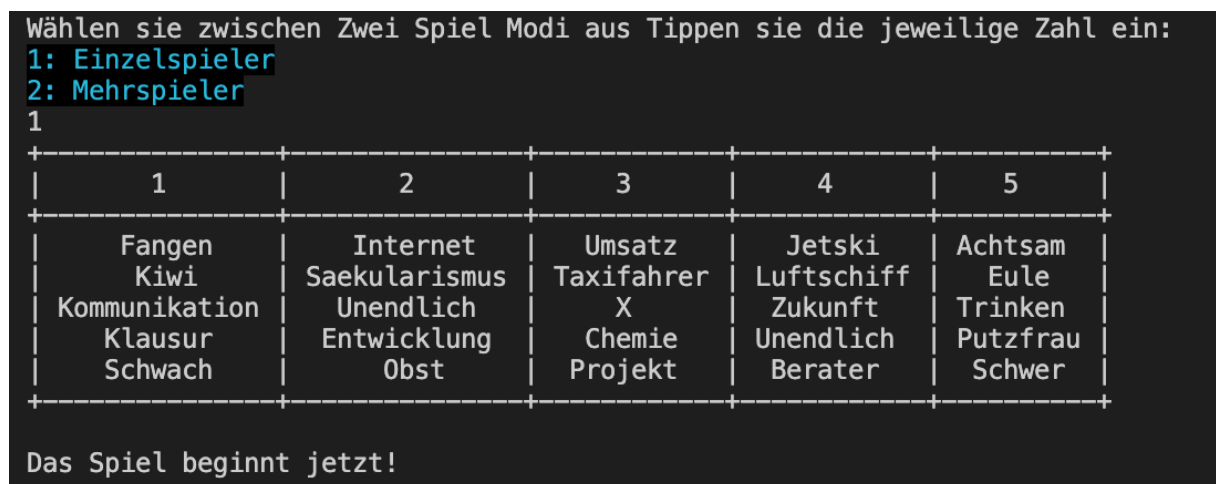 Wählen sie zwischen Zwei Spiel Modi aus Tippen sie die jeweilige Zahl ein:
1: Einzelspieler
2: Mehrspieler
1
1 2 3 4 5
Fangen Internet Umsatz Jetski Achtsam
Kiwi Saekularismus Taxifahrer Luftschiff Eule
Kommunikation Unendlich X Zukunft Trinken
Klausur Entwicklung Chemie Unendlich Putzfrau
Schwach Obst Projekt Berater Schwer
Das Spiel beginnt jetzt!